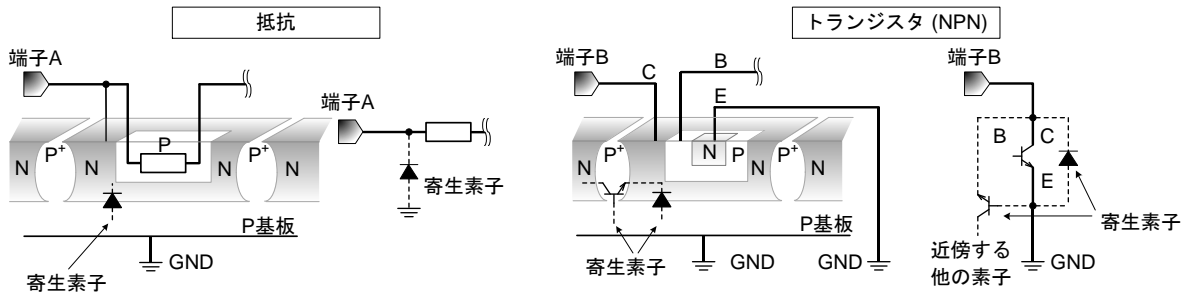 抵抗
トランジスタ (NPN)
端子A
端子A
P
N
P+
N
N
P+
N
寄生素子
P基板
寄生素子
GND
端子B
C
B
E
N
P+
N
N
P
P+
N
P基板
寄生素子
GND
GND
端子B
B
C
E
寄生素子
近傍する
他の素子
GND